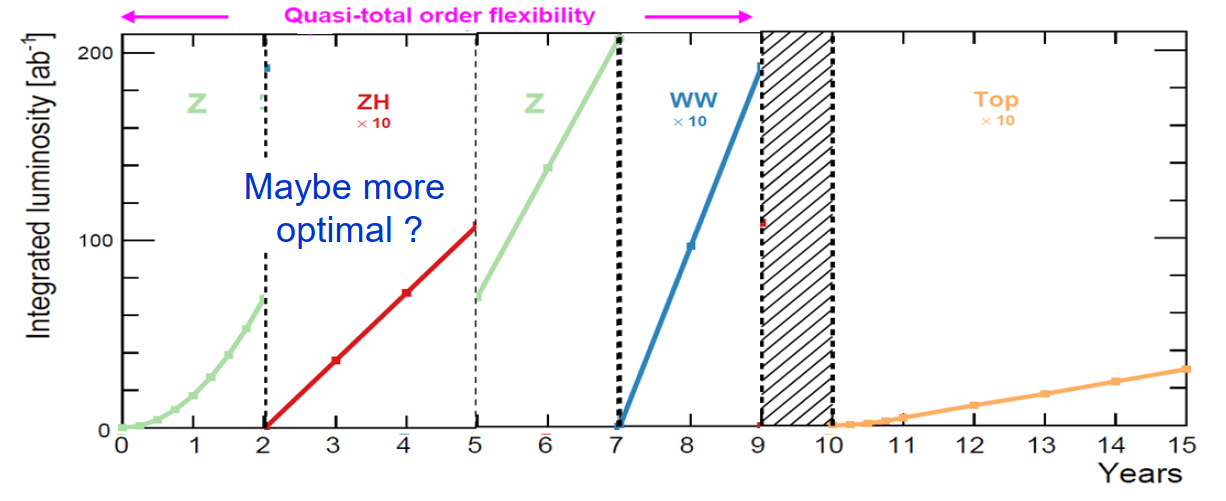 Quasi-total order flexibility
Integrated luminosity [ab⁻¹]
200
100
0
Z
ZH
× 10
Z
WW
× 10
Top
× 10
Maybe more
optimal ?
0 1 2 3 4 5 6 7 8 9 10 11 12 13 14 15
Years